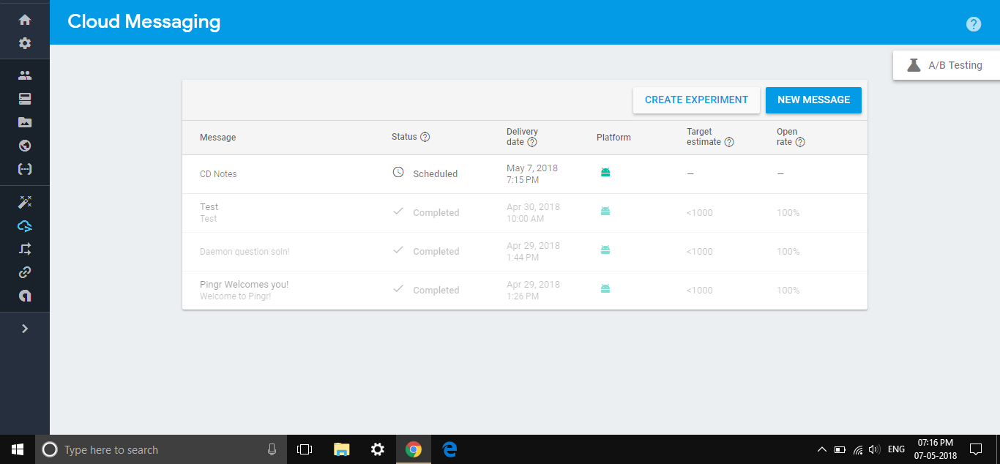 Cloud Messaging
?
A/B Testing
CREATE EXPERIMENT
NEW MESSAGE
Message
Status ?
Delivery
date ?
Platform
Target
estimate ?
Open
rate ?
CD Notes
Scheduled
May 7, 2018
7:15 PM
—
—
Test
Test
Completed
Apr 30, 2018
10:00 AM
<1000
100%
Daemon question soln!
Completed
Apr 29, 2018
1:44 PM
<1000
100%
Pingr Welcomes you!
Welcome to Pingr!
Completed
Apr 29, 2018
1:26 PM
<1000
100%
Type here to search
ENG
07:16 PM
07-05-2018